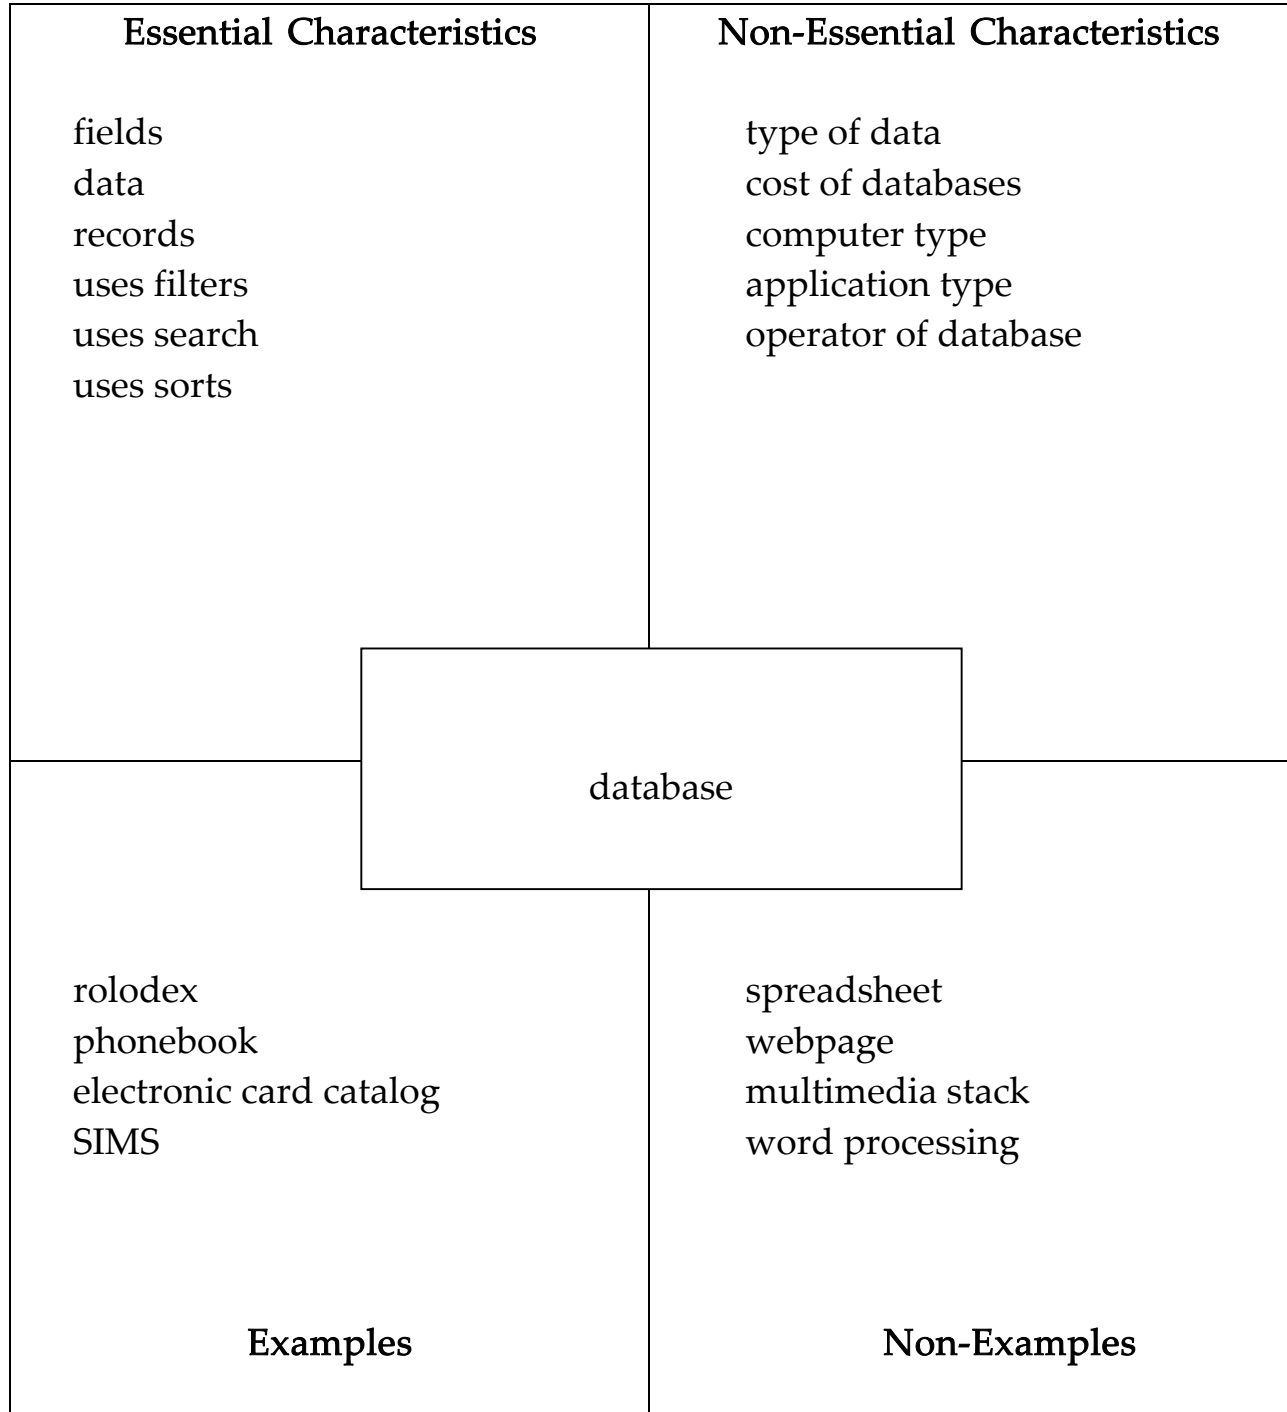 Essential Characteristics
fields
data
records
uses filters
uses search
uses sorts
Non-Essential Characteristics
type of data
cost of databases
computer type
application type
operator of database
database
rolodex
phonebook
electronic card catalog
SIMS
Examples
spreadsheet
webpage
multimedia stack
word processing
Non-Examples